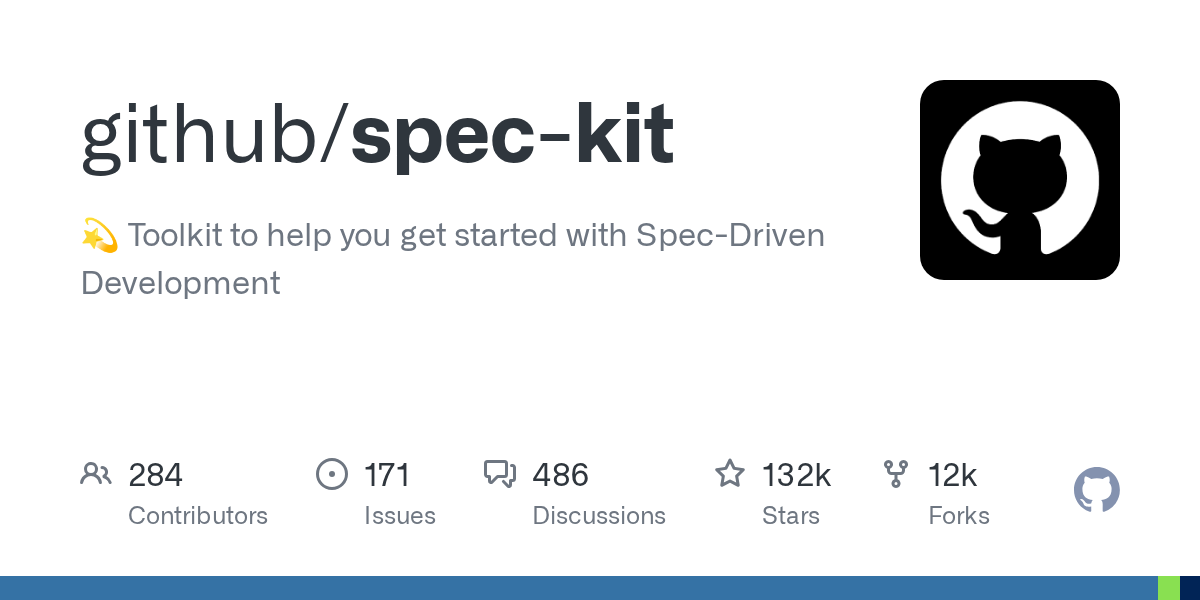 github/spec-kit
💫 Toolkit to help you get started with Spec-Driven
Development
284 171 486 132k 12k
Contributors Issues Discussions Stars Forks